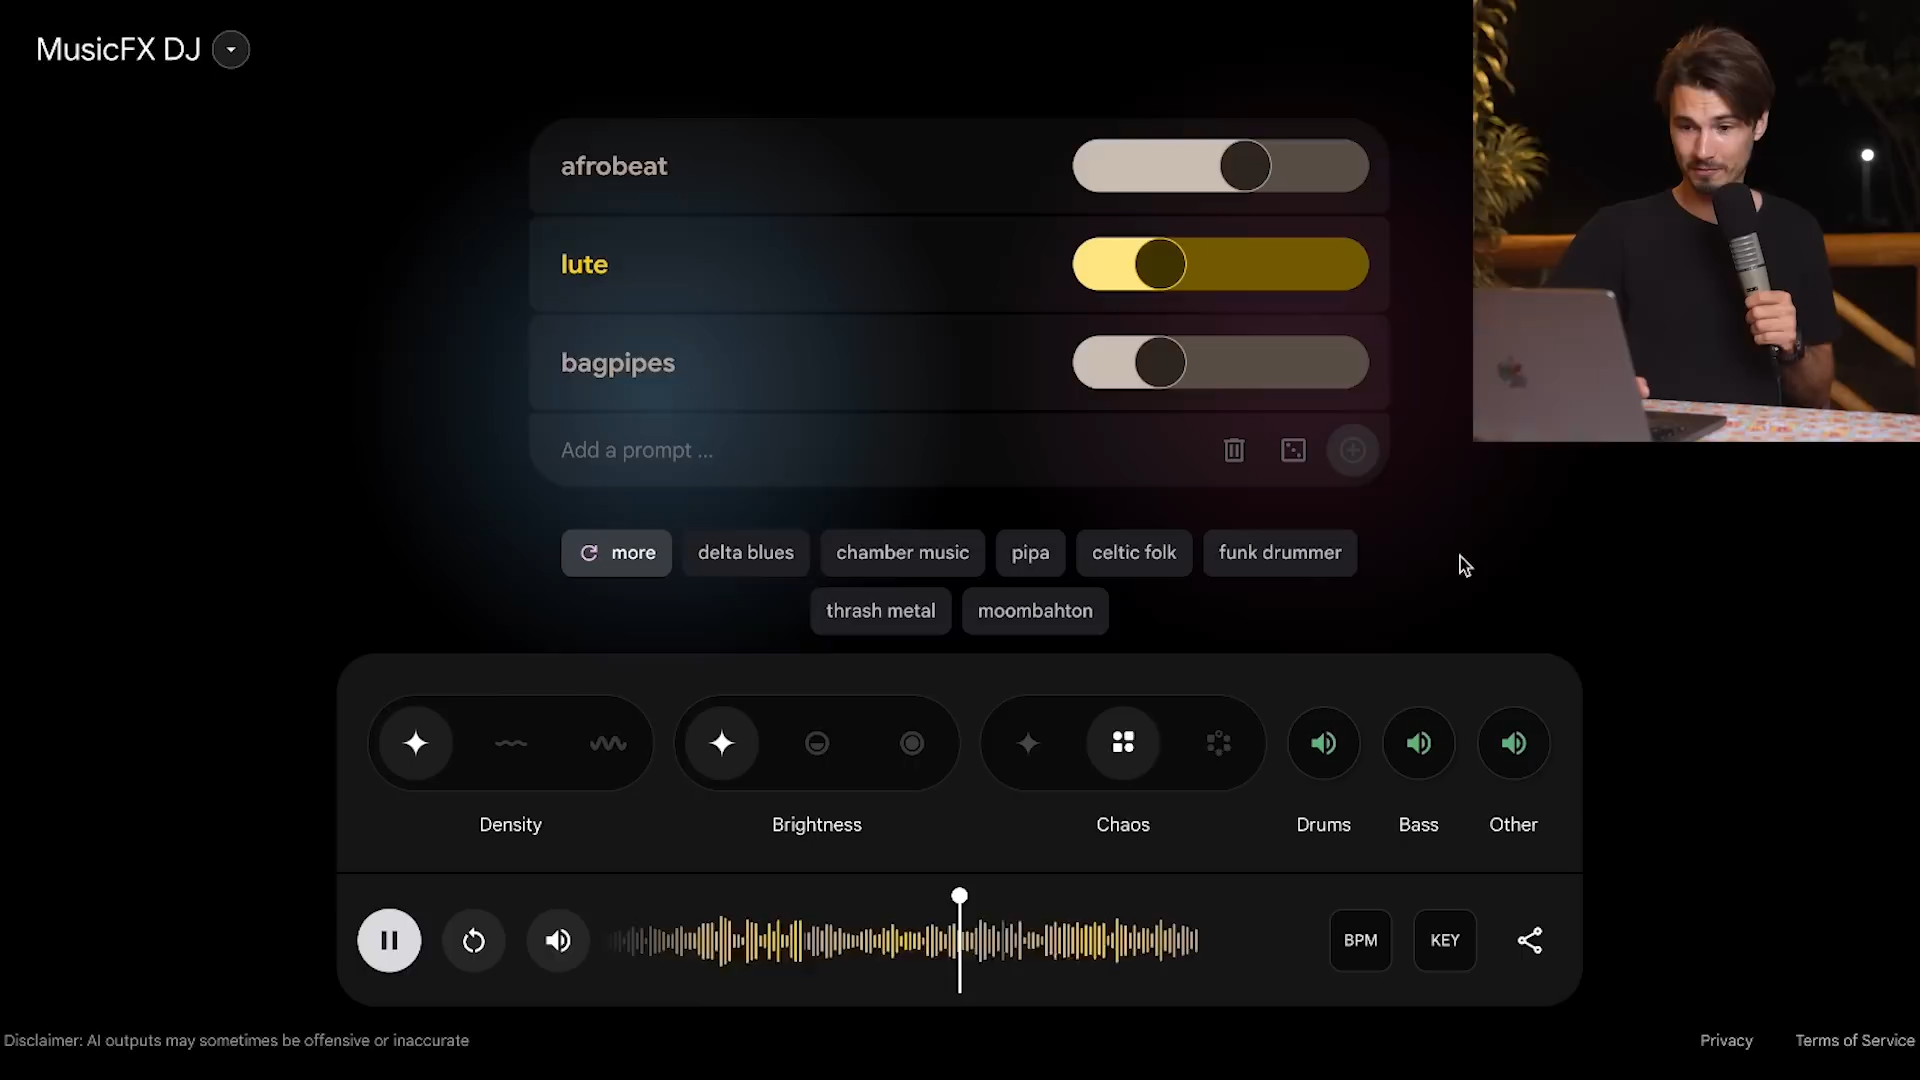 MusicFX DJ
afrobeat
lute
bagpipes
Add a prompt ...
more
delta blues
chamber music
pipa
celtic folk
funk drummer
thrash metal
moombahton
Density
Brightness
Chaos
Drums
Bass
Other
BPM
KEY
Disclaimer: AI outputs may sometimes be offensive or inaccurate
Privacy
Terms of Service